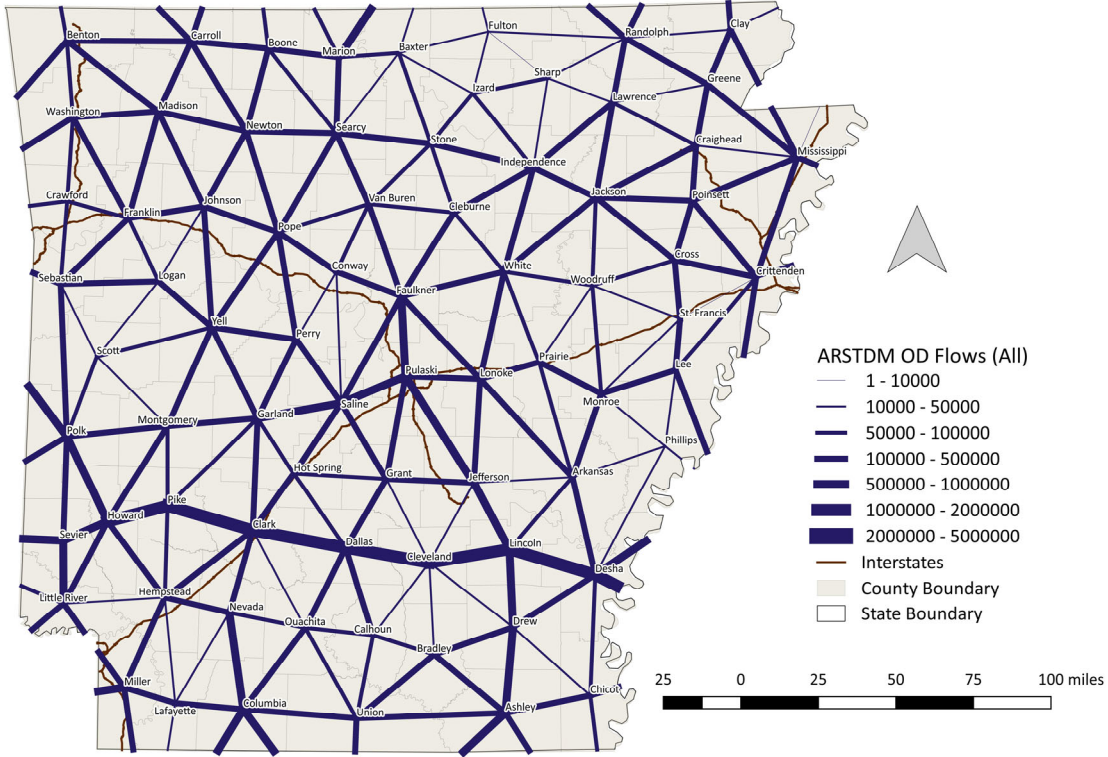 Fulton
Clay
Benton
Carroll
Boone
Marion
Baxter
Randolph
Sharp
Greene
Izard
Lawrence
Washington
Madison
Newton
Searcy
Stone
Craighead
Mississippi
Independence
Crawford
Johnson
Van Buren
Cleburne
Jackson
Poinsett
Franklin
Pope
Sebastian
Logan
Conway
Faulkner
White
Woodruff
Cross
Crittenden
Yell
Perry
St. Francis
Scott
Pulaski
Lonoke
Prairie
Lee
Polk
Montgomery
Garland
Saline
Monroe
Phillips
Hot Spring
Grant
Jefferson
Arkansas
Pike
Howard
Clark
Sevier
Dallas
Cleveland
Lincoln
Desha
Little River
Hempstead
Nevada
Ouachita
Calhoun
Drew
Bradley
Miller
Lafayette
Columbia
Union
Ashley
Chicot
ARSTDM OD Flows (All)
1 - 10000
10000 - 50000
50000 - 100000
100000 - 500000
500000 - 1000000
1000000 - 2000000
2000000 - 5000000
Interstates
County Boundary
State Boundary
25 0 25 50 75 100 miles